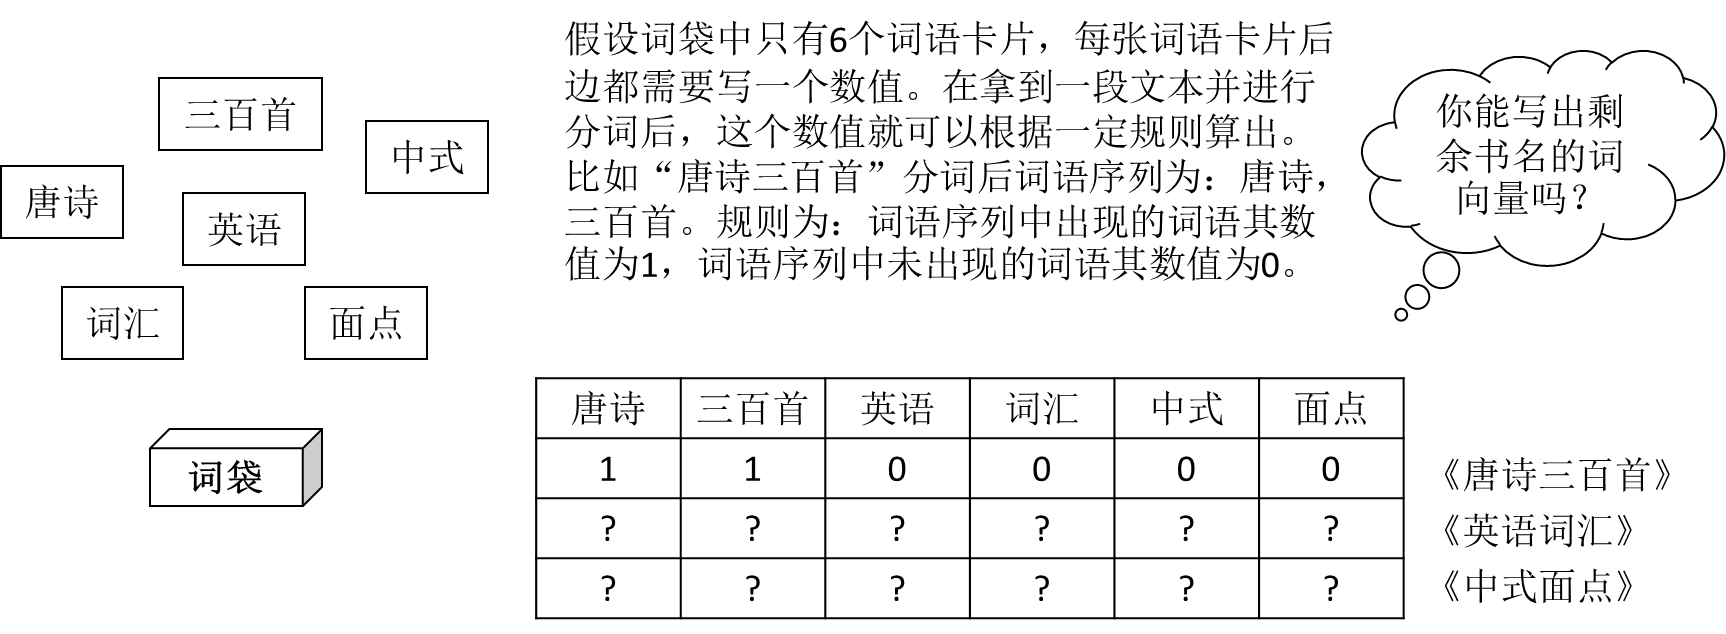 假设词袋中只有6个词语卡片，每张词语卡片后
边都需要写一个数值。在拿到一段文本并进行
分词后，这个数值就可以根据一定规则算出。
比如“唐诗三百首”分词后词语序列为：唐诗，
三百首。规则为：词语序列中出现的词语其数
值为1，词语序列中未出现的词语其数值为0。
你能写出剩
余书名的词
向量吗？
三百首
中式
唐诗
英语
词汇
面点
词袋
唐诗 三百首 英语 词汇 中式 面点
1 1 0 0 0 0 《唐诗三百首》
? ? ? ? ? ? 《英语词汇》
? ? ? ? ? ? 《中式面点》